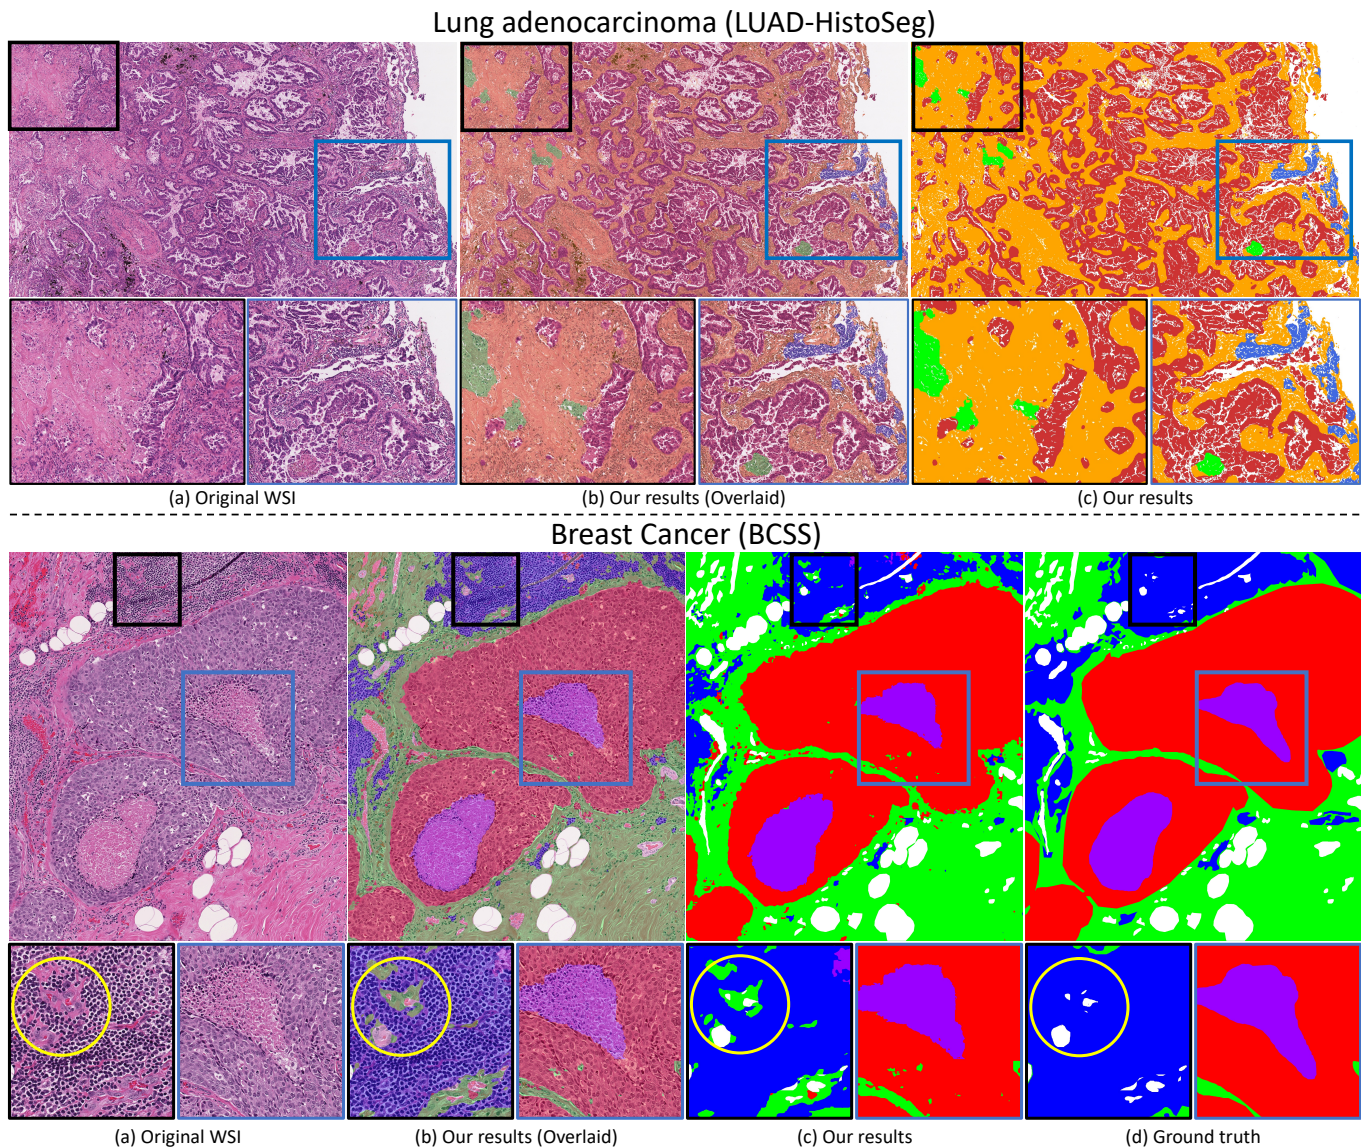 Lung adenocarcinoma (LUAD-HistoSeg)
(a) Original WSI
(b) Our results (Overlaid)
(c) Our results
Breast Cancer (BCSS)
(a) Original WSI
(b) Our results (Overlaid)
(c) Our results
(d) Ground truth